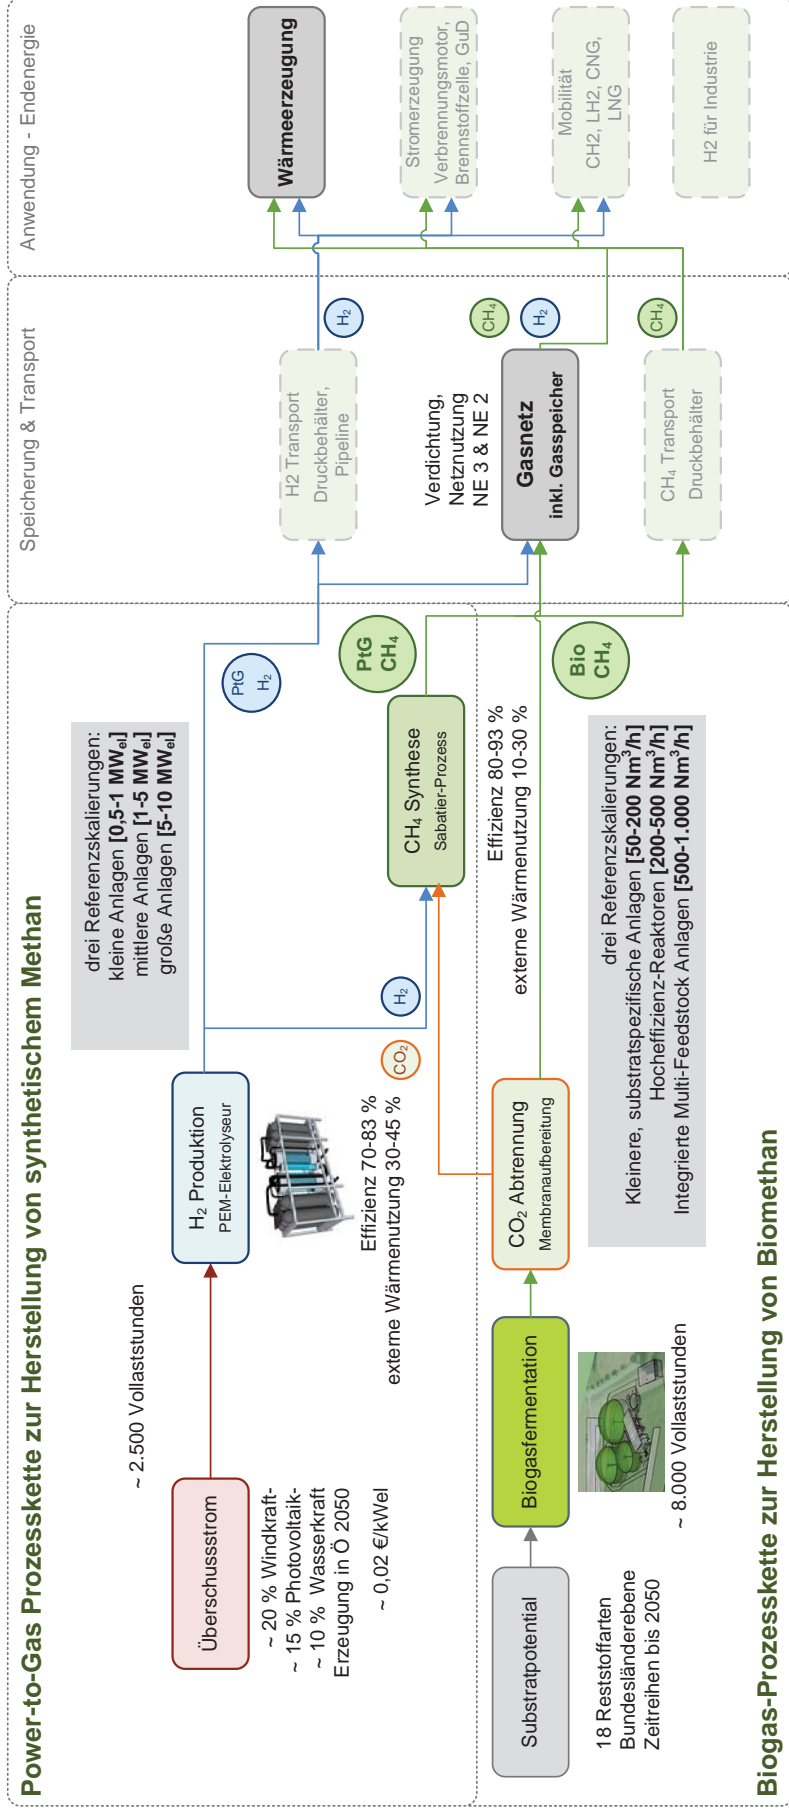 Power-to-Gas Prozesskette zur Herstellung von synthetischem Methan
Speicherung & Transport
Anwendung - Endenergie
Überschussstrom
~ 20 % Windkraft-
~ 15 % Photovoltaik-
~ 10 % Wasserkraft
Erzeugung in Ö 2050
~ 0,02 €/kWel
~ 2.500 Vollaststunden
H₂ Produktion
PEM-Elektrolyseur
Effizienz 70-83 %
externe Wärmenutzung 30-45 %
drei Referenzskalierungen:
kleine Anlagen [0,5-1 MWₑₗ]
mittlere Anlagen [1-5 MWₑₗ]
große Anlagen [5-10 MWₑₗ]
CO₂
H₂
PtG
H₂
CH₄ Synthese
Sabatier-Prozess
Effizienz 80-93 %
externe Wärmenutzung 10-30 %
PtG
CH₄
H2 Transport
Druckbehälter,
Pipeline
H₂
Verdichtung,
Netznutzung
NE 3 & NE 2
Gasnetz
inkl. Gasspeicher
CH₄
H₂
CH₄ Transport
Druckbehälter
CH₄
Wärmeerzeugung
Stromerzeugung
Verbrennungsmotor,
Brennstoffzelle, GuD
Mobilität
CH2, LH2, CNG,
LNG
H2 für Industrie
Substratpotential
18 Reststoffarten
Bundesländerebene
Zeitreihen bis 2050
Biogasfermentation
~ 8.000 Vollaststunden
CO₂ Abtrennung
Membranaufbereitung
drei Referenzskalierungen:
Kleinere, substratspezifische Anlagen [50-200 Nm³/h]
Hocheffizienz-Reaktoren [200-500 Nm³/h]
Integrierte Multi-Feedstock Anlagen [500-1.000 Nm³/h]
Bio
CH₄
Biogas-Prozesskette zur Herstellung von Biomethan